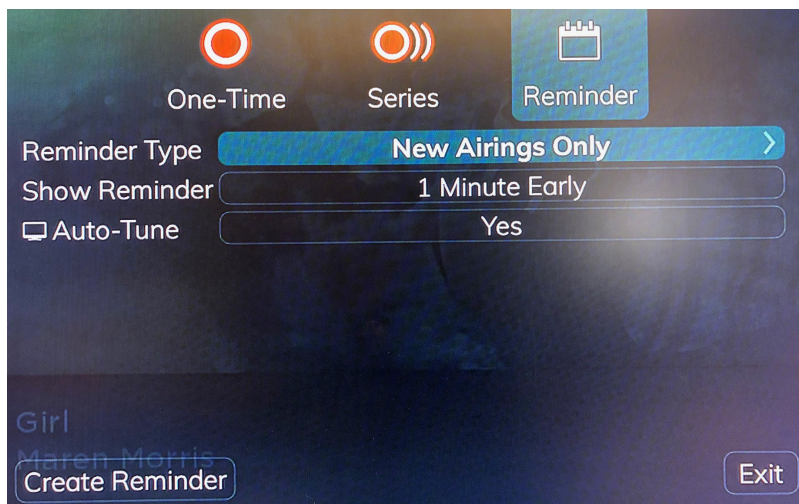 One-Time Series Reminder
Reminder Type New Airings Only
Show Reminder 1 Minute Early
Auto-Tune Yes
Girl
Maren Morris
Create Reminder Exit